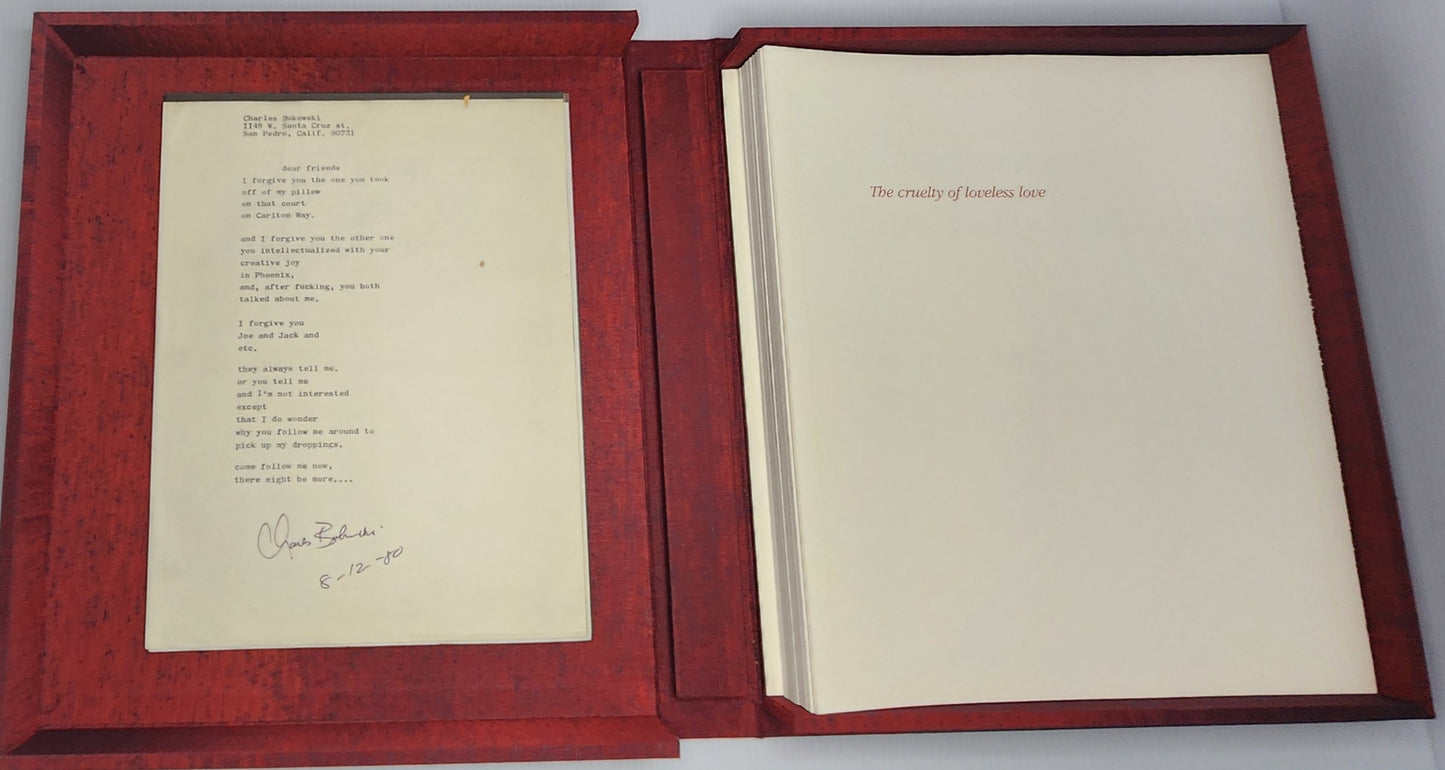 Charles Bukowski
1148 W. Santa Cruz st.
San Pedro, Calif. 90731
dear friends
I forgive you the one you took
off of my pillow
on that court
on Carlton Way.
and I forgive you the other one
you intellectualized with your
creative joy
in Phoenix,
and, after fucking, you both
talked about me.
I forgive you
Joe and Jack and
etc.
they always tell me.
or you tell me
and I'm not interested
except
that I do wonder
why you follow me around to
pick up my droppings.
come follow me now,
there might be more....
Charles Bukowski
8-12-80
The cruelty of loveless love